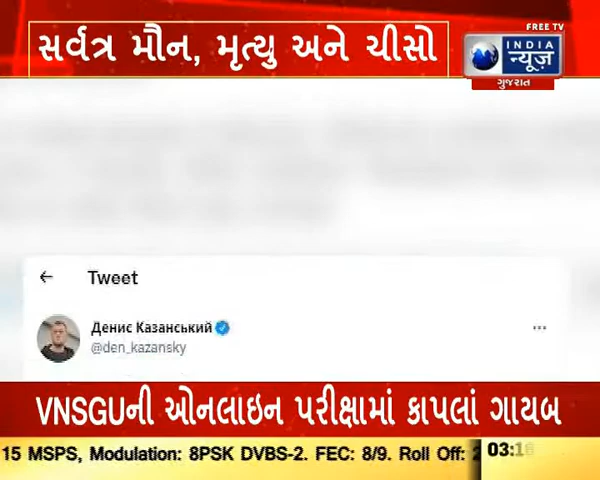 FREE TV
સર્વત્ર મૌન, મૃત્યુ અને ચીસો
INDIA
न्यूज़
ગુજરાત
Tweet
Денис Казанський
@den_kazansky
VNSGUની ઓનલાઇન પરીક્ષામાં કાપલાં ગાયબ
15 MSPS, Modulation: 8PSK DVBS-2. FEC: 8/9. Roll Off:
03:16